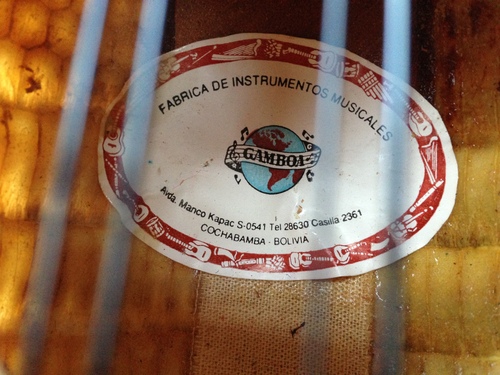 FABRICA DE INSTRUMENTOS MUSICALES
GAMBOA
Avda. Manco Kapac S-0541 Tel 28630 Casilla 2361
COCHABAMBA - BOLIVIA